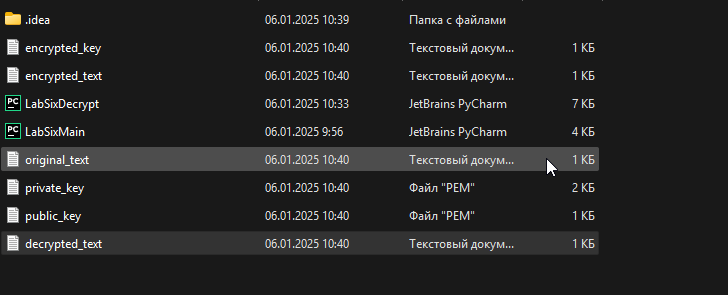 .idea 06.01.2025 10:39 Папка с файлами
encrypted_key 06.01.2025 10:40 Текстовый докум... 1 КБ
encrypted_text 06.01.2025 10:40 Текстовый докум... 1 КБ
PC LabSixDecrypt 06.01.2025 10:33 JetBrains PyCharm 7 КБ
PC LabSixMain 06.01.2025 9:56 JetBrains PyCharm 4 КБ
original_text 06.01.2025 10:40 Текстовый докум... 1 КБ
private_key 06.01.2025 10:40 Файл "PEM" 2 КБ
public_key 06.01.2025 10:40 Файл "PEM" 1 КБ
decrypted_text 06.01.2025 10:40 Текстовый докум... 1 КБ